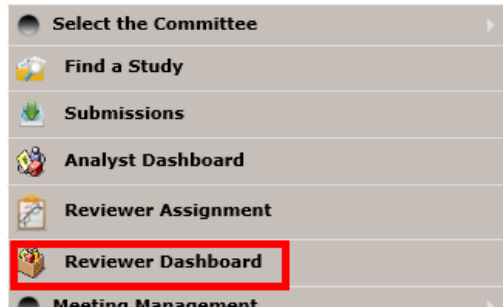 Select the Committee
Find a Study
Submissions
Analyst Dashboard
Reviewer Assignment
Reviewer Dashboard
Meeting Management